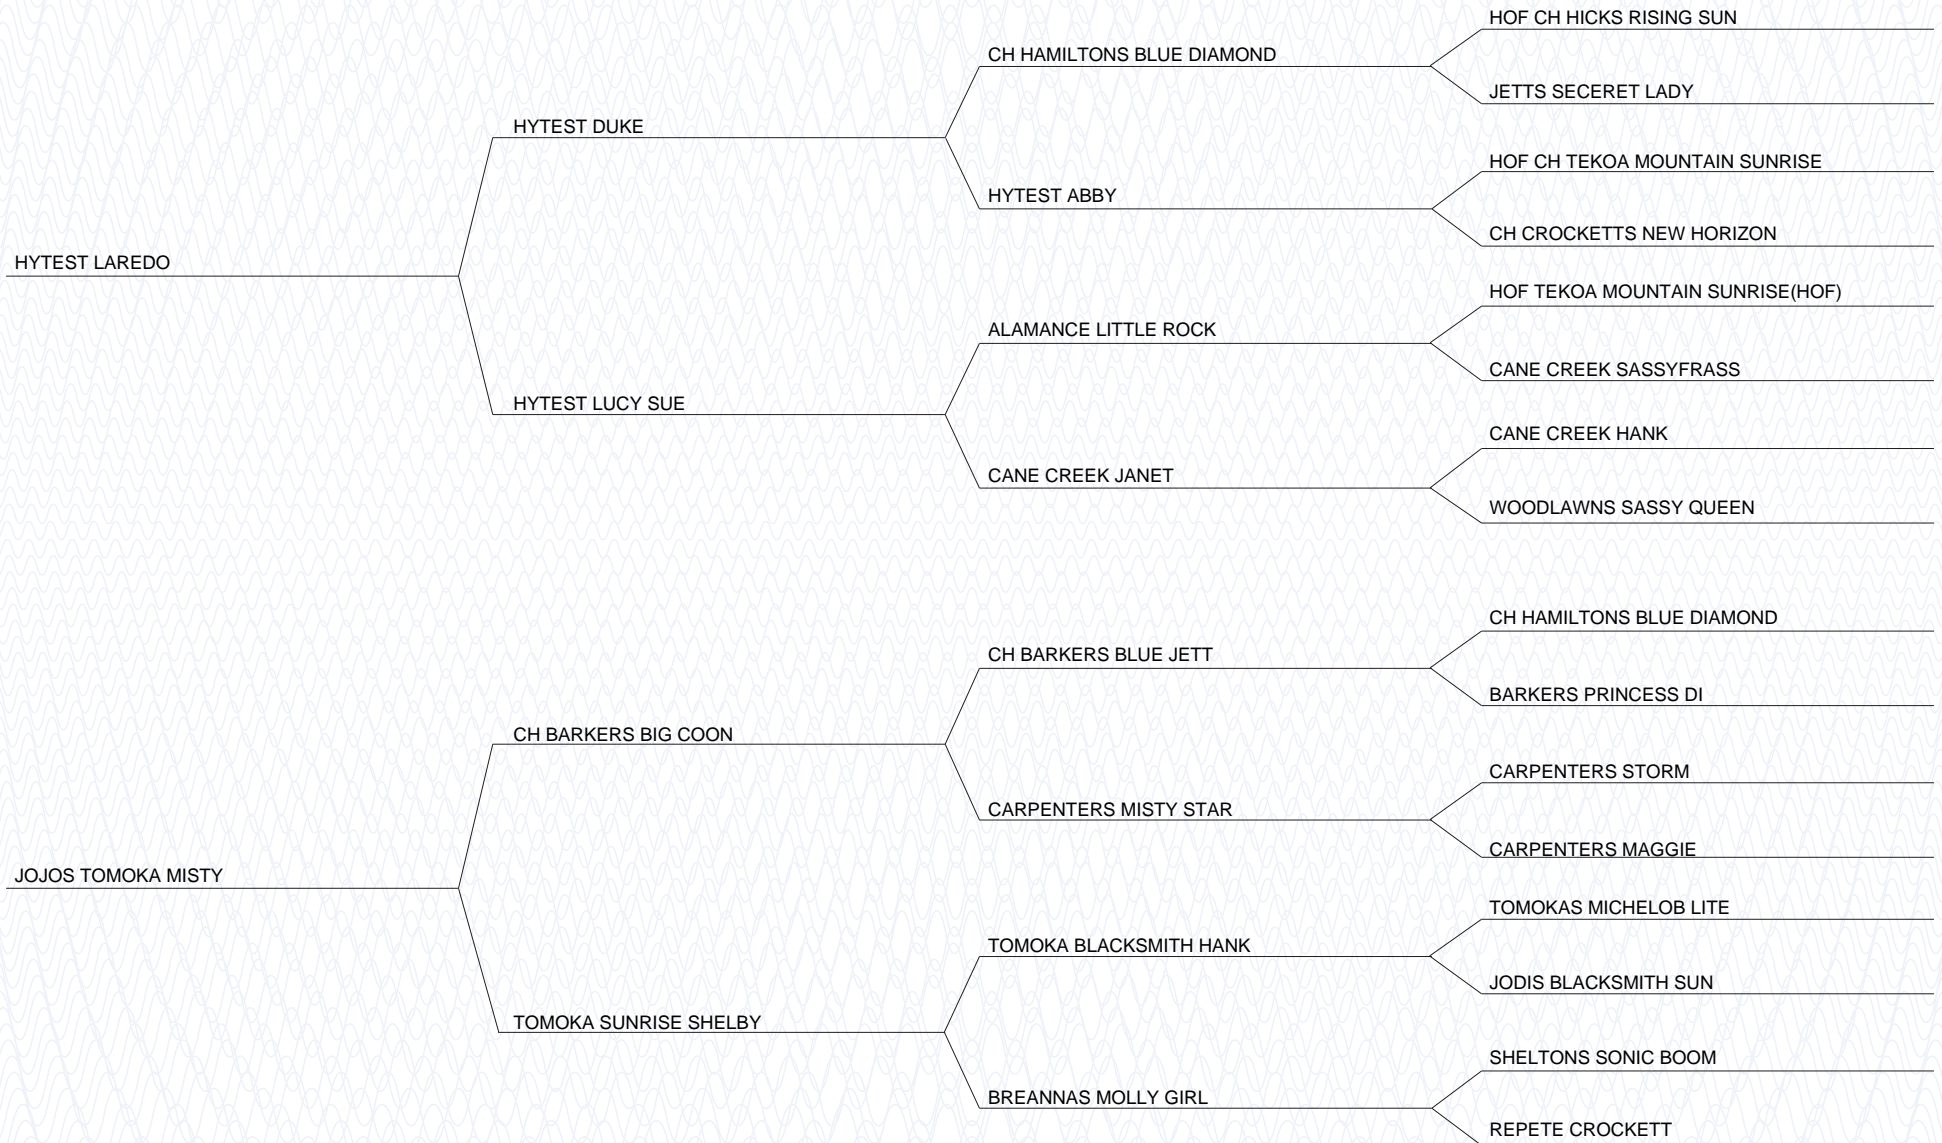 HOF CH HICKS RISING SUN
CH HAMILTONS BLUE DIAMOND
JETTS SECERET LADY
HYTEST DUKE
HOF CH TEKOA MOUNTAIN SUNRISE
HYTEST ABBY
CH CROCKETTS NEW HORIZON
HYTEST LAREDO
HOF TEKOA MOUNTAIN SUNRISE(HOF)
ALAMANCE LITTLE ROCK
CANE CREEK SASSYFRASS
HYTEST LUCY SUE
CANE CREEK HANK
CANE CREEK JANET
WOODLAWNS SASSY QUEEN
CH HAMILTONS BLUE DIAMOND
CH BARKERS BLUE JETT
BARKERS PRINCESS DI
CH BARKERS BIG COON
CARPENTERS STORM
CARPENTERS MISTY STAR
CARPENTERS MAGGIE
JOJOS TOMOKA MISTY
TOMOKAS MICHELOB LITE
TOMOKA BLACKSMITH HANK
JODIS BLACKSMITH SUN
TOMOKA SUNRISE SHELBY
SHELTONS SONIC BOOM
BREANNAS MOLLY GIRL
REPETE CROCKETT